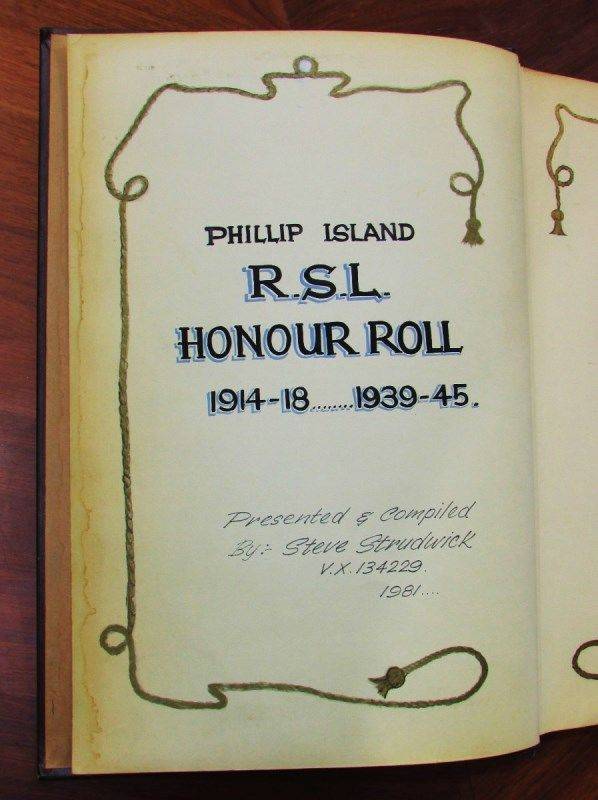 PHILLIP ISLAND
R.S.L.
HONOUR ROLL
1914-18........1939-45.
Presented & Compiled
By:- Steve Strudwick
V.X.134229.
1981....